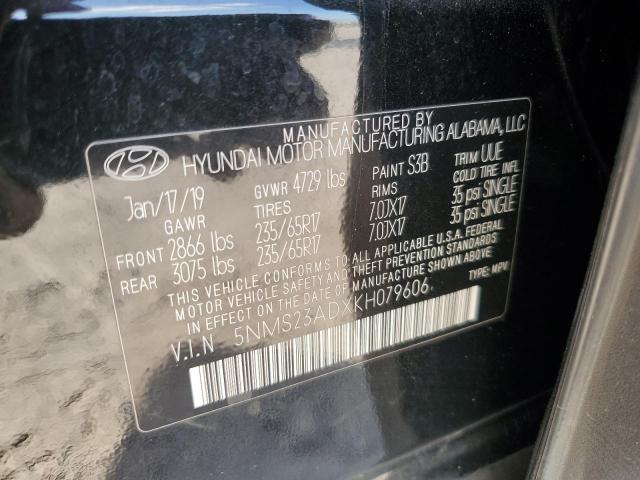 MANUFACTURED BY
HYUNDAI MOTOR MANUFACTURING ALABAMA, LLC
Jan/17/19 GVWR 4729 lbs PAINT S3B TRIM UUE
GAWR TIRES RIMS COLD TIRE INFL
FRONT 2866 lbs 235/65R17 7.0JX17 35 psi SINGLE
REAR 3075 lbs 235/65R17 7.0JX17 35 psi SINGLE
THIS VEHICLE CONFORMS TO ALL APPLICABLE U.S.A. FEDERAL
MOTOR VEHICLE SAFETY AND THEFT PREVENTION STANDARDS
IN EFFECT ON THE DATE OF MANUFACTURE
V.I.N 5NMS23ADXKH079606 TYPE: MPV